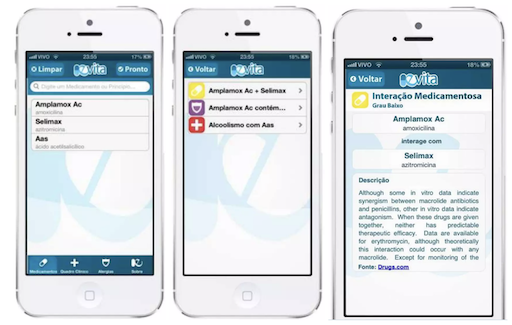 VIVO 23:55 18%
Limpar ezvita Pronto
Digite um Medicamento ou Princípio...
Amplamox Ac
amoxicilina
Selimax
azitromicina
Aas
ácido acetilsalicílico
Medicamentos Quadro Clínico Alergias Sobre
VIVO 23:55 18%
Voltar ezvita
Amplamox Ac + Selimax
Amplamox Ac contém...
Alcoolismo com Aas
VIVO 23:55 17%
Voltar ezvita
Interação Medicamentosa
Grau Baixo
Amplamox Ac
amoxicilina
interage com
Selimax
azitromicina
Descrição
Although some in vitro data indicate
synergism between macrolide antibiotics
and penicillins, other in vitro data indicate
antagonism. When these drugs are given
together, neither has predictable
therapeutic efficacy. Data are available
for erythromycin, although theoretically
this interaction could occur with any
macrolide. Except for monitoring of the
Fonte: Drugs.com